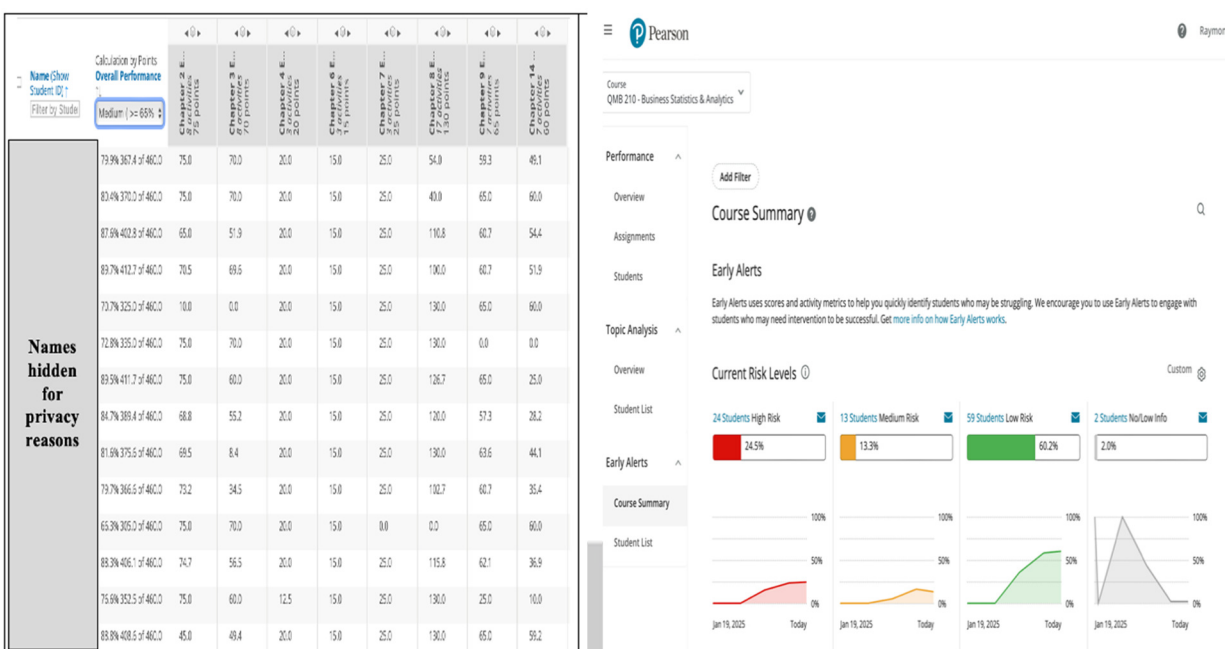 Calculation by Points
Name (Show Student ID) ↑
Overall Performance
Filter by Stude
Medium ( >= 65%
Chapter 2 E...
8 activities
75 points
Chapter 3 E...
8 activities
70 points
Chapter 4 E...
3 activities
20 points
Chapter 6 E...
3 activities
15 points
Chapter 7 E...
3 activities
25 points
Chapter 8 E...
17 activities
130 points
Chapter 9 E...
7 activities
65 points
Chapter 14 ...
7 activities
60 points
Names
hidden
for
privacy
reasons
79.9% 367.4 of 460.0 75.0 70.0 20.0 15.0 25.0 54.0 59.3 49.1
80.4% 370.0 of 460.0 75.0 70.0 20.0 15.0 25.0 40.0 65.0 60.0
87.6% 402.8 of 460.0 65.0 51.9 20.0 15.0 25.0 110.8 60.7 54.4
89.7% 412.7 of 460.0 70.5 69.6 20.0 15.0 25.0 100.0 60.7 51.9
70.7% 325.0 of 460.0 10.0 0.0 20.0 15.0 25.0 130.0 65.0 60.0
72.8% 335.0 of 460.0 75.0 70.0 20.0 15.0 25.0 130.0 0.0 0.0
89.5% 411.7 of 460.0 75.0 60.0 20.0 15.0 25.0 126.7 65.0 25.0
84.7% 389.4 of 460.0 68.8 55.2 20.0 15.0 25.0 120.0 57.3 28.2
81.6% 375.6 of 460.0 69.5 8.4 20.0 15.0 25.0 130.0 63.6 44.1
79.7% 366.6 of 460.0 73.2 34.5 20.0 15.0 25.0 102.7 60.7 35.4
66.3% 305.0 of 460.0 75.0 70.0 20.0 15.0 0.0 0.0 65.0 60.0
88.3% 406.1 of 460.0 74.7 56.5 20.0 15.0 25.0 115.8 62.1 36.9
76.6% 352.5 of 460.0 75.0 60.0 12.5 15.0 25.0 130.0 25.0 10.0
88.8% 408.6 of 460.0 45.0 49.4 20.0 15.0 25.0 130.0 65.0 59.2
Pearson
Raymon
Course
QMB 210 - Business Statistics & Analytics
Performance
Overview
Assignments
Students
Topic Analysis
Overview
Student List
Early Alerts
Course Summary
Student List
Add Filter
Course Summary
Early Alerts
Early Alerts uses scores and activity metrics to help you quickly identify students who may be struggling. We encourage you to use Early Alerts to engage with
students who may need intervention to be successful. Get more info on how Early Alerts works.
Current Risk Levels
Custom
24 Students High Risk 13 Students Medium Risk 59 Students Low Risk 2 Students No/Low Info
24.5% 13.3% 60.2% 2.0%
100% 100% 100% 100%
50% 50% 50% 50%
0% 0% 0% 0%
Jan 19, 2025 Today Jan 19, 2025 Today Jan 19, 2025 Today Jan 19, 2025 Today